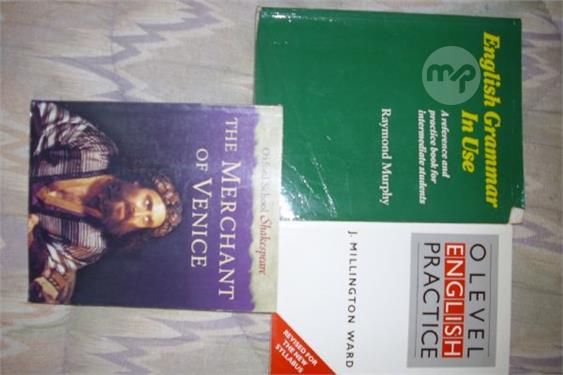 Oxford School Shakespeare
THE MERCHANT
OF VENICE
English Grammar
In Use
A reference and
practice book for
intermediate students
Raymond Murphy
mp
O LEVEL
ENGLISH
PRACTICE
J·MILLINGTON WARD
REVISED FOR
THE NEW
SYLLABUS